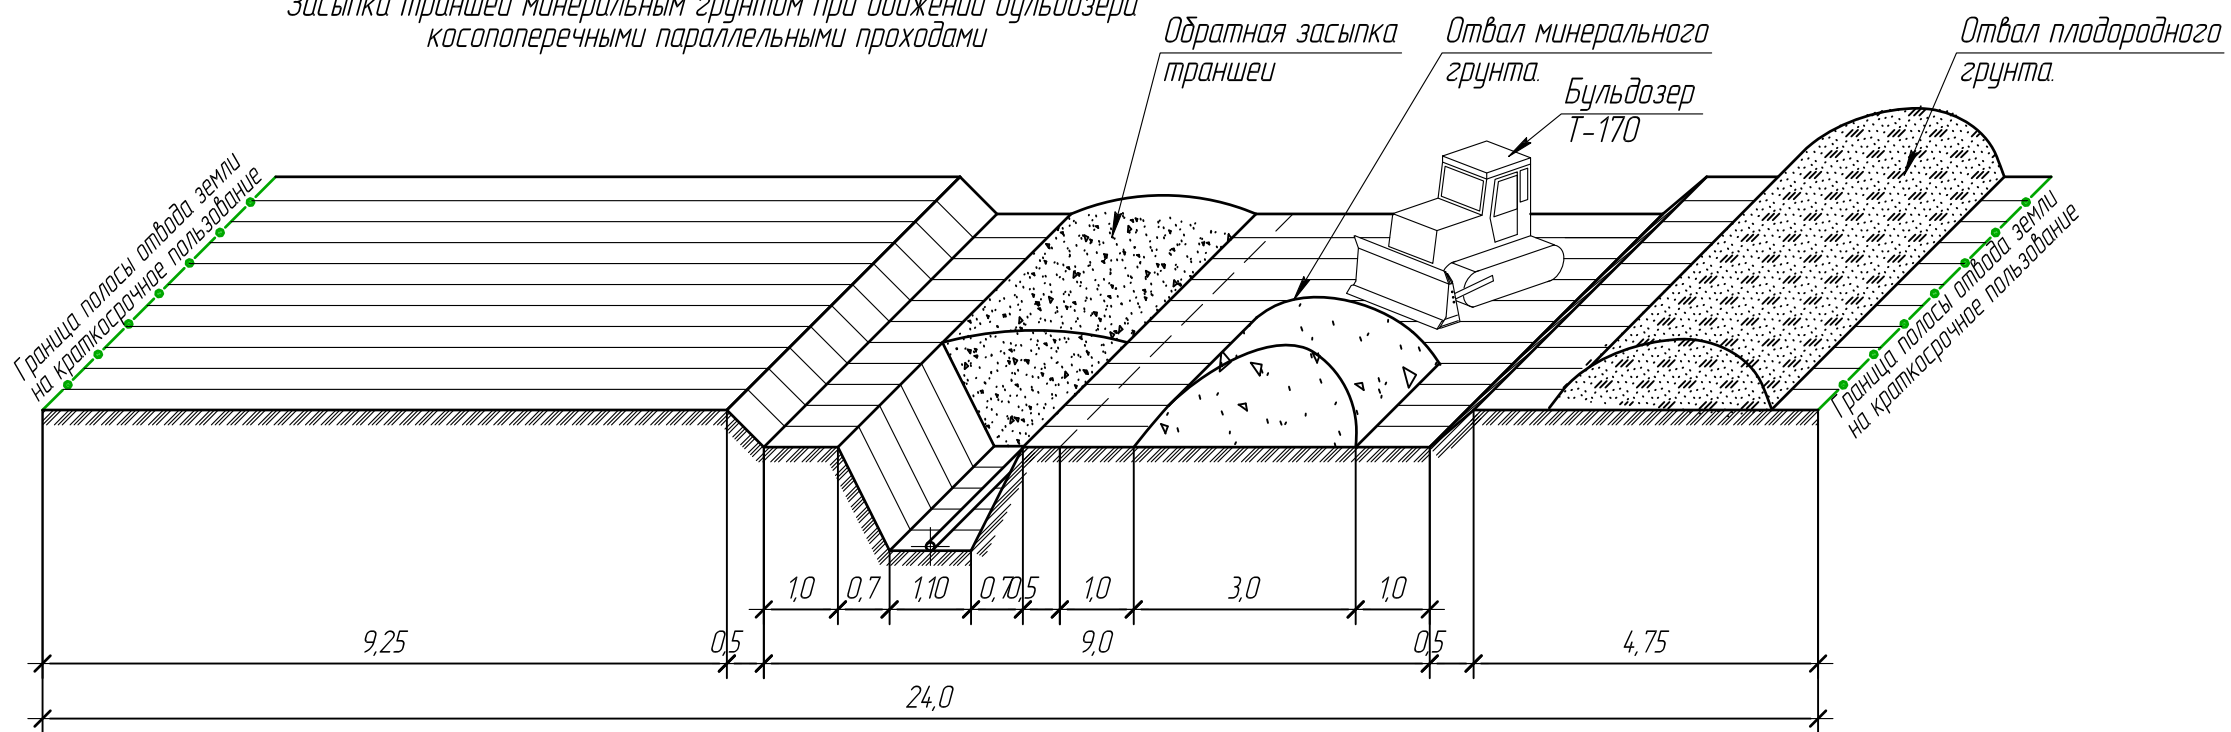 Засыпка траншеи минеральным грунтом при движении бульдозера
косопоперечными параллельными проходами
Обратная засыпка
траншеи
Отвал минерального
грунта.
Бульдозер
Т-170
Отвал плодородного
грунта.
Граница полосы отвода земли
на краткосрочное пользование
Граница полосы отвода земли
на краткосрочное пользование
1,0 0,7 1,10 0,7 0,5 1,0 3,0 1,0
9,25 0,5 9,0 0,5 4,75
24,0